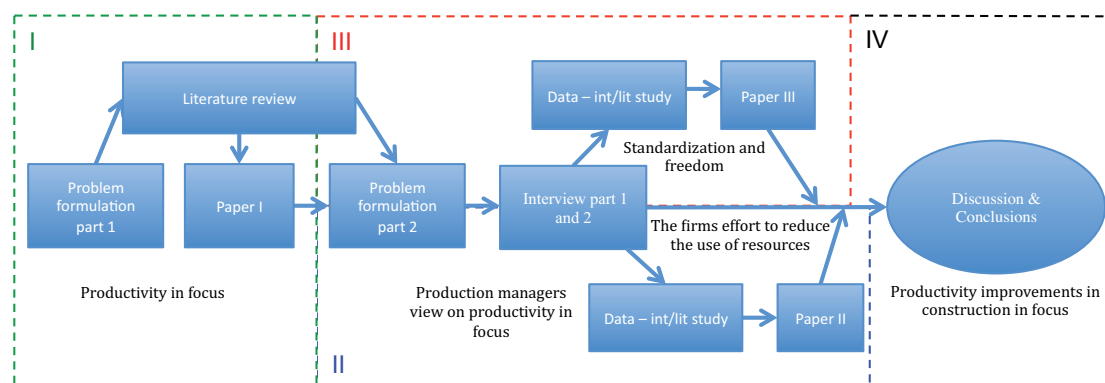 I
III
IV
Literature review
Data – int/lit study
Paper III
Standardization and
freedom
Problem
formulation
part 1
Paper I
Problem
formulation
part 2
Interview part 1
and 2
Discussion &
Conclusions
The firms effort to reduce
the use of resources
Productivity in focus
Production managers
view on productivity in
focus
Data – int/lit study
Paper II
Productivity improvements in
construction in focus
II